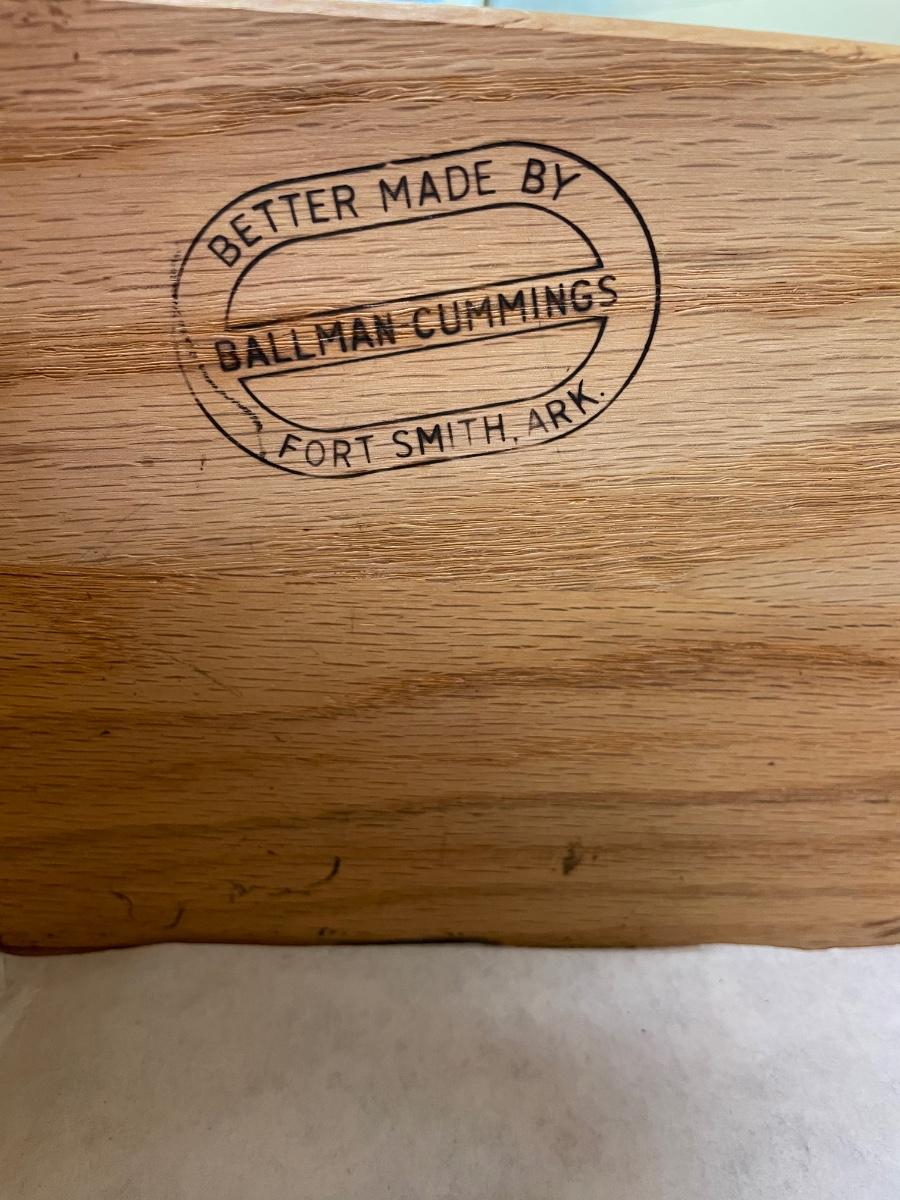 BETTER MADE BY
BALLMAN-CUMMINGS
FORT SMITH, ARK.